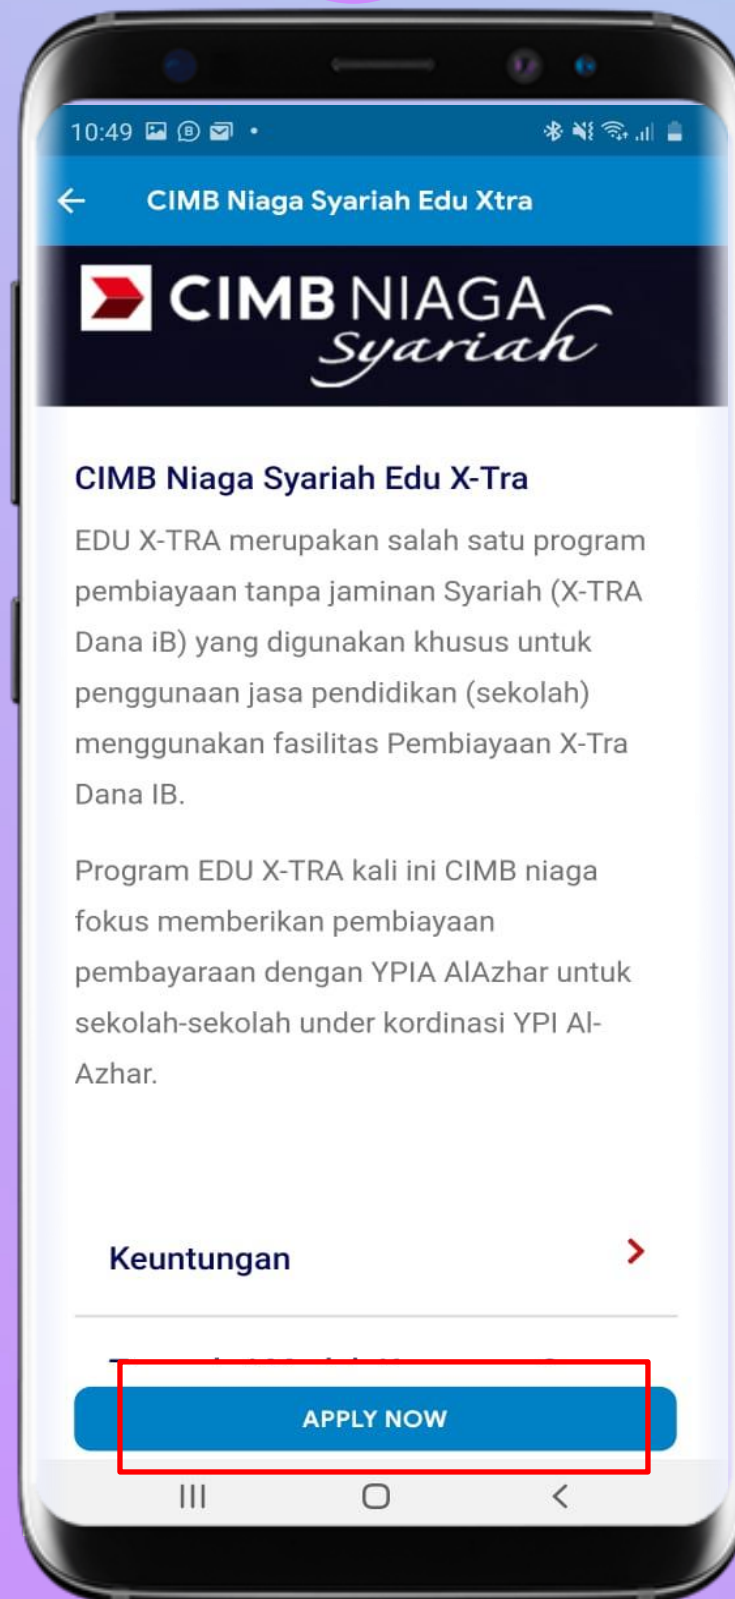 10:49
CIMB Niaga Syariah Edu Xtra
CIMB NIAGA
Syariah
CIMB Niaga Syariah Edu X-Tra
EDU X-TRA merupakan salah satu program
pembiayaan tanpa jaminan Syariah (X-TRA
Dana iB) yang digunakan khusus untuk
penggunaan jasa pendidikan (sekolah)
menggunakan fasilitas Pembiayaan X-Tra
Dana IB.
Program EDU X-TRA kali ini CIMB niaga
fokus memberikan pembiayaan
pembayaraan dengan YPIA AlAzhar untuk
sekolah-sekolah under kordinasi YPI Al-
Azhar.
Keuntungan
APPLY NOW